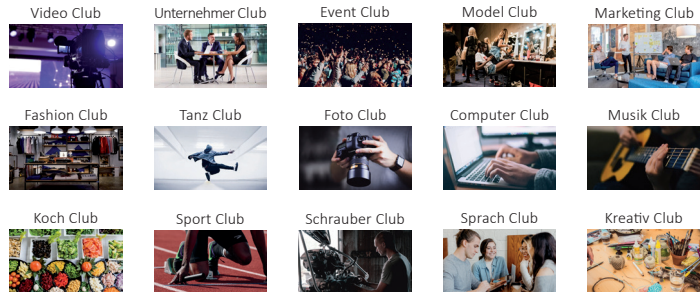 Video Club
Unternehmer Club
Event Club
Model Club
Marketing Club
Fashion Club
Tanz Club
Foto Club
Computer Club
Musik Club
Koch Club
Sport Club
Schrauber Club
Sprach Club
Kreativ Club